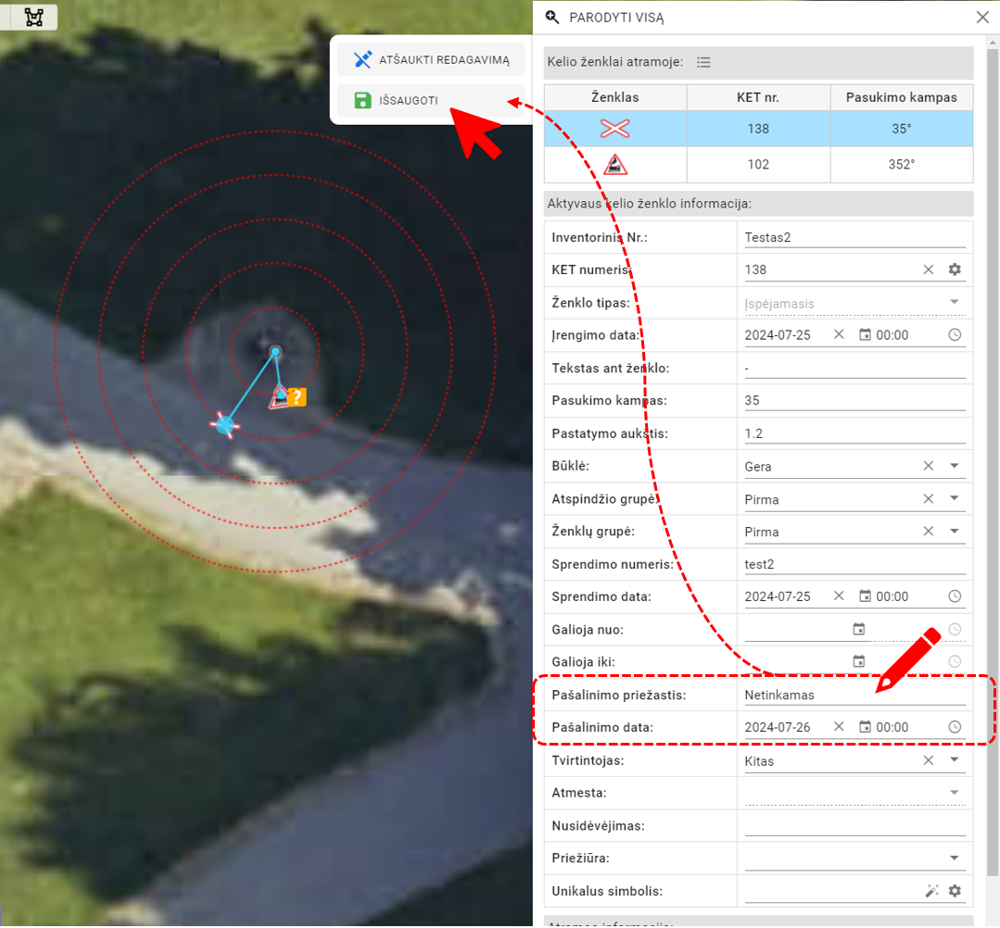 PARODYTI VISĄ
ATŠAUKTI REDAGAVIMĄ
IŠSAUGOTI
Kelio ženklai atramoje:
Ženklas KET nr. Pasukimo kampas
138 35°
102 352°
Aktyvaus kelio ženklo informacija:
Inventorinis Nr.: Testas2
KET numeris: 138
Ženklo tipas: Įspėjamasis
Įrengimo data: 2024-07-25 00:00
Tekstas ant ženklo: -
Pasukimo kampas: 35
Pastatymo aukštis: 1.2
Būklė: Gera
Atspindžio grupė: Pirma
Ženklų grupė: Pirma
Sprendimo numeris: test2
Sprendimo data: 2024-07-25 00:00
Galioja nuo:
Galioja iki:
Pašalinimo priežastis: Netinkamas
Pašalinimo data: 2024-07-26 00:00
Tvirtintojas: Kitas
Atmesta:
Nusidėvėjimas:
Priežiūra:
Unikalus simbolis:
Atramos informacija:
?